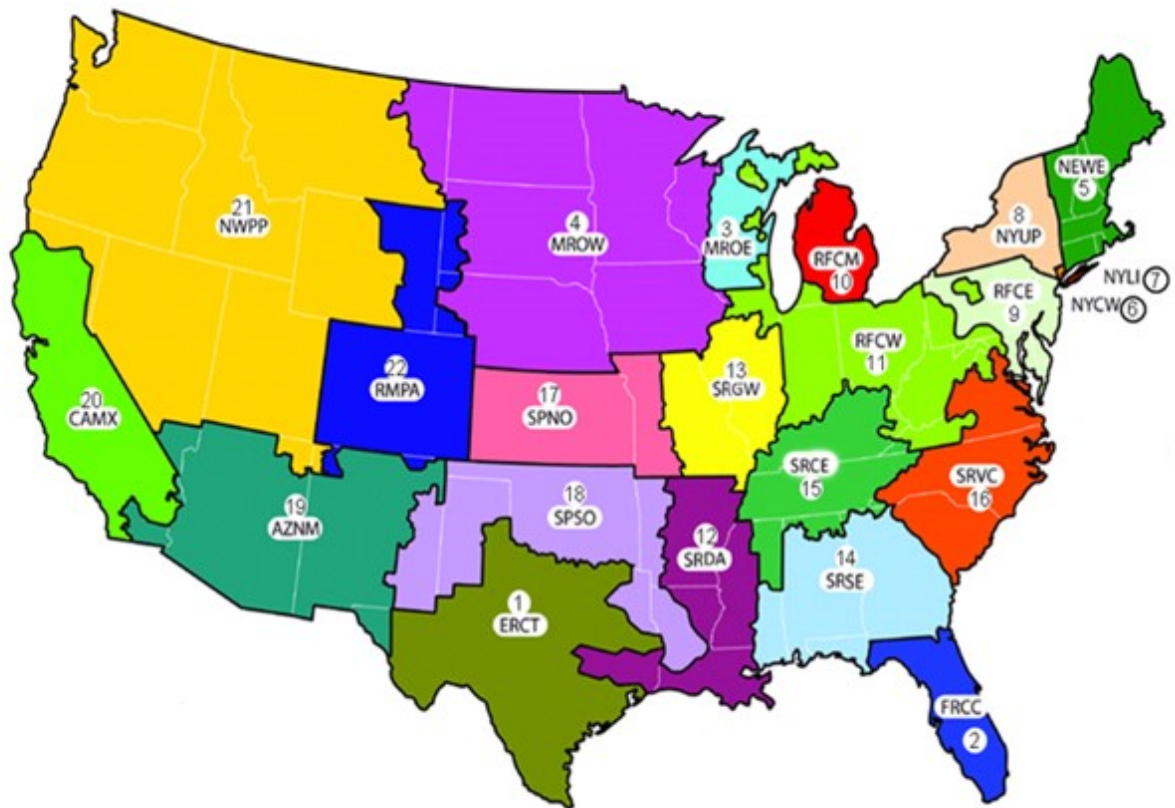 21
NWPP
4
MROW
3
MROE
RFCM
10
NEWE
5
8
NYUP
NYLI 7
NYCW 6
RFCE
9
RFCW
11
13
SRGW
22
RMPA
17
SPNO
20
CAMX
SRCE
15
SRVC
16
18
SPSO
19
AZNM
12
SRDA
14
SRSE
1
ERCT
FRCC
2